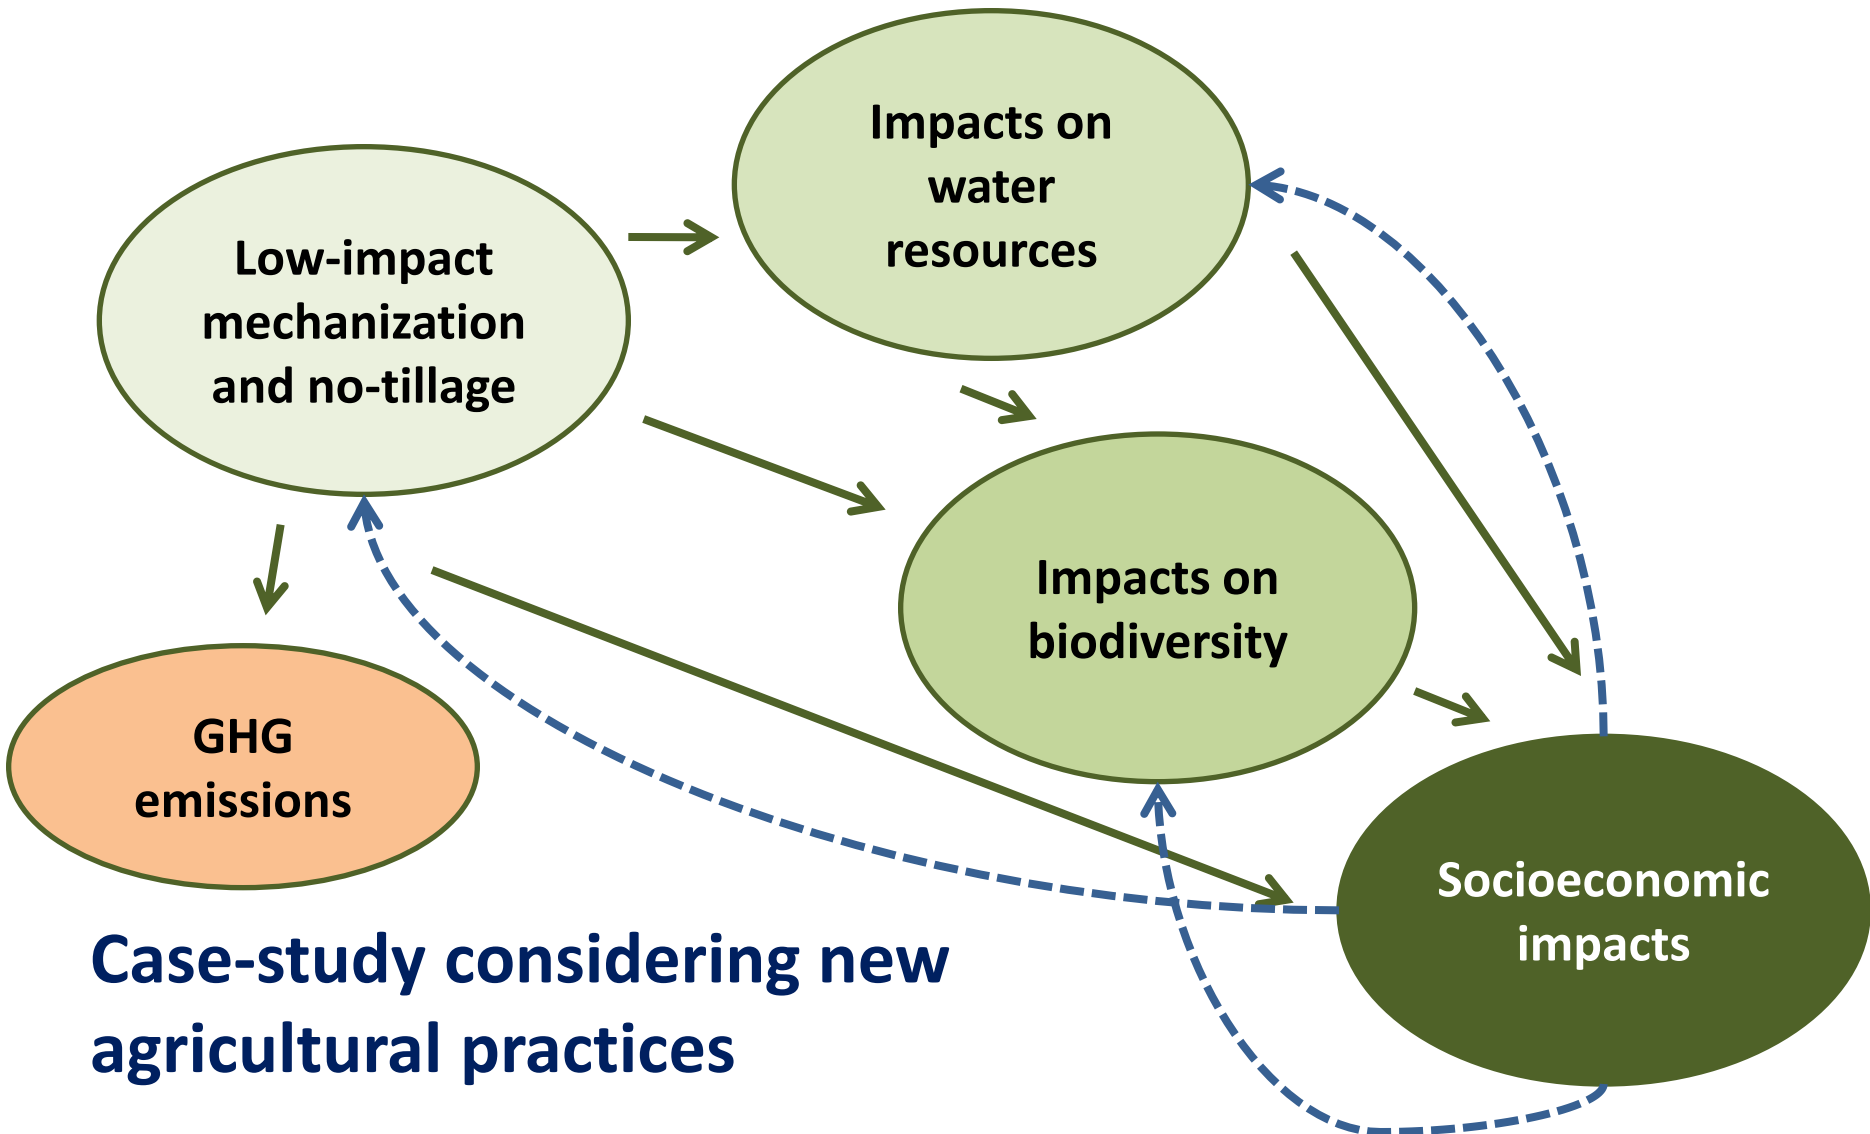 Impacts on
water
resources
Low-impact
mechanization
and no-tillage
Impacts on
biodiversity
GHG
emissions
Socioeconomic
impacts
Case-study considering new
agricultural practices